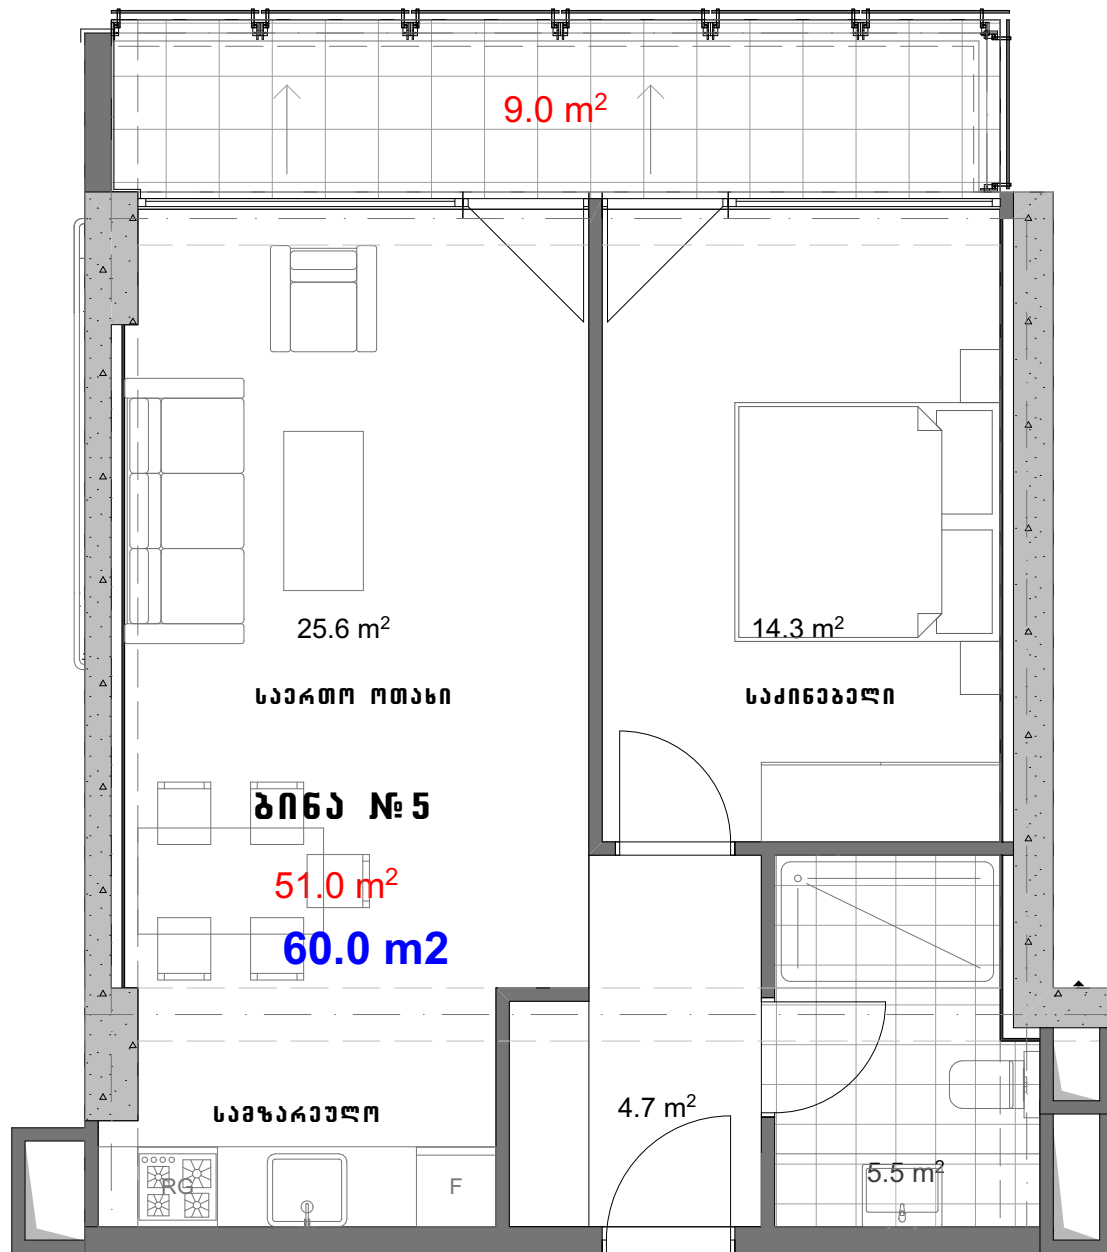 9.0 m²
25.6 m²
14.3 m²
საერთო ოთახი
საძინებელი
ბინა №5
51.0 m²
60.0 m2
სამზარეულო
4.7 m²
5.5 m²
RG
F